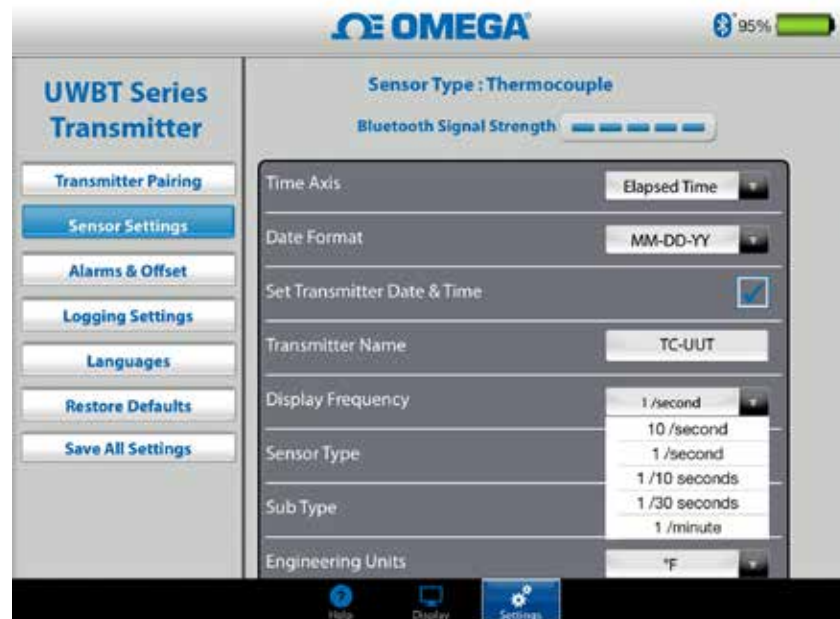 OMEGA
95%
UWBT Series
Transmitter
Transmitter Pairing
Sensor Settings
Alarms & Offset
Logging Settings
Languages
Restore Defaults
Save All Settings
Sensor Type : Thermocouple
Bluetooth Signal Strength
Time Axis
Elapsed Time
Date Format
MM-DD-YY
Set Transmitter Date & Time
Transmitter Name
TC-UUT
Display Frequency
1 /second
10 /second
1 /second
1 /10 seconds
1 /30 seconds
1 /minute
Sensor Type
Sub Type
Engineering Units
°F
Help
Display
Settings